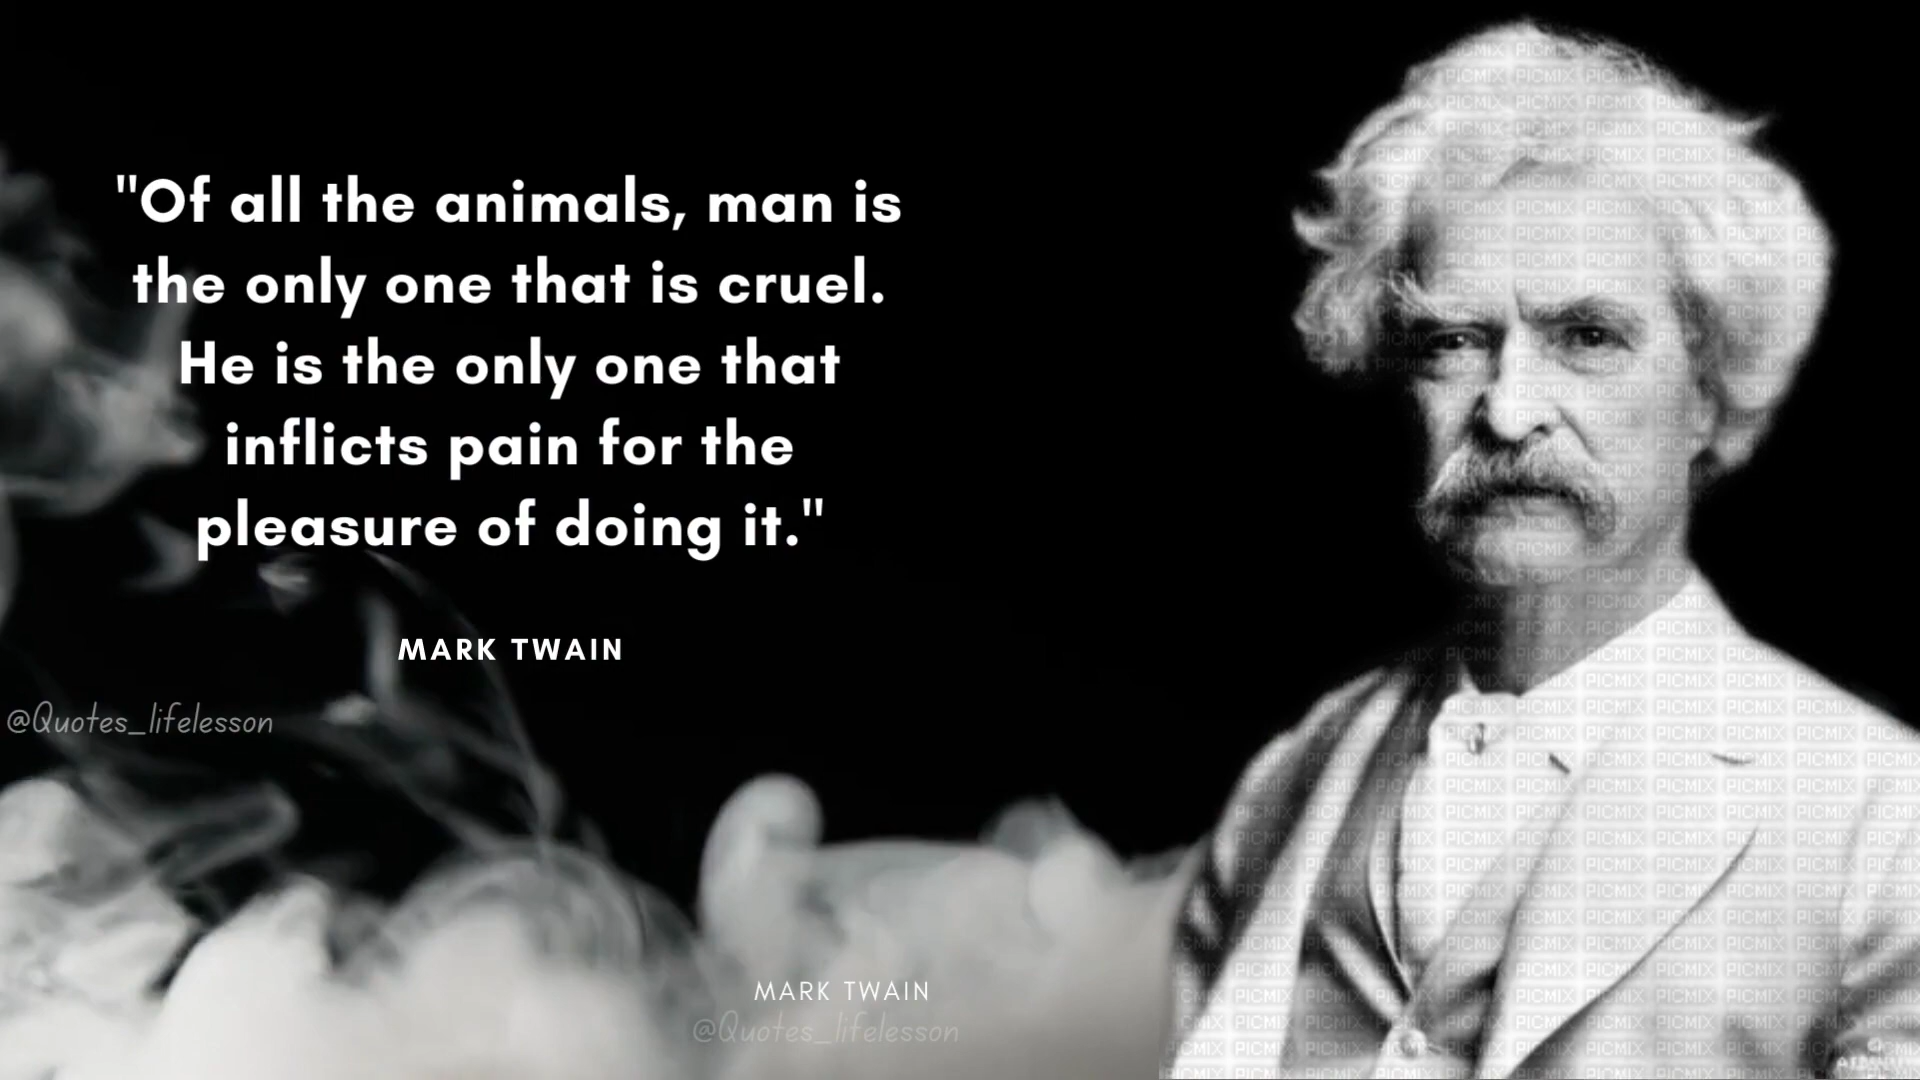 "Of all the animals, man is
the only one that is cruel.
He is the only one that
inflicts pain for the
pleasure of doing it."
MARK TWAIN
@Quotes_lifelesson
MARK TWAIN
@Quotes_lifelesson
PICMIX